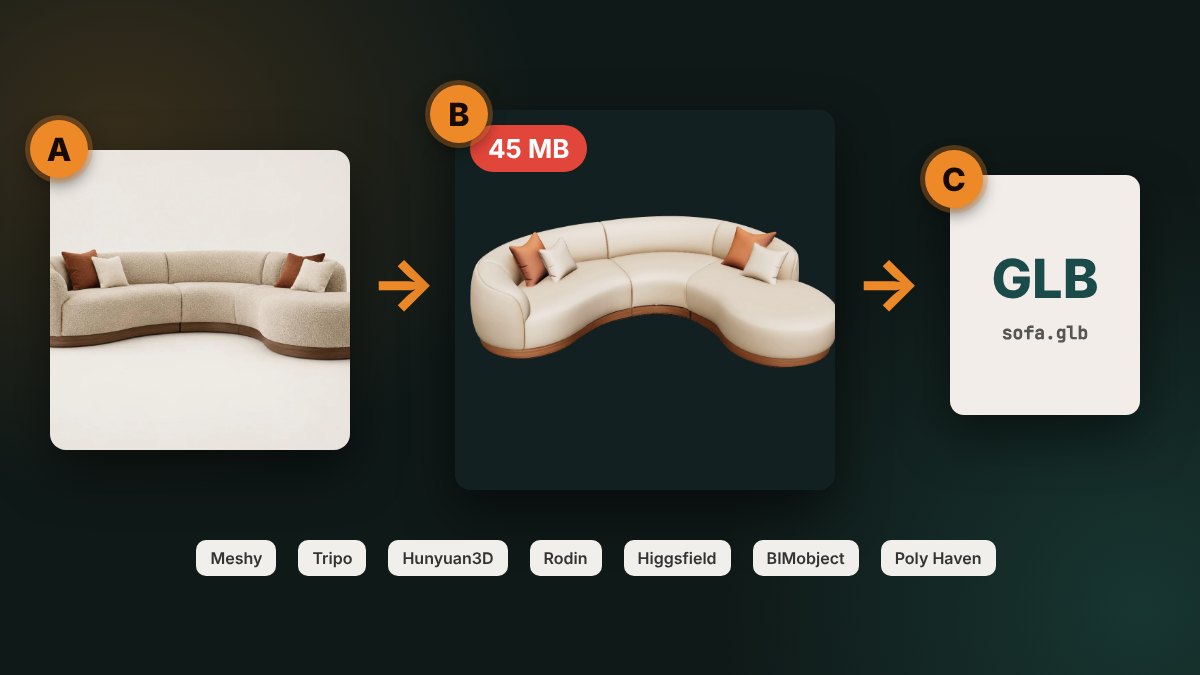 A
B
45 MB
C
GLB
sofa.glb
Meshy
Tripo
Hunyuan3D
Rodin
Higgsfield
BIMobject
Poly Haven